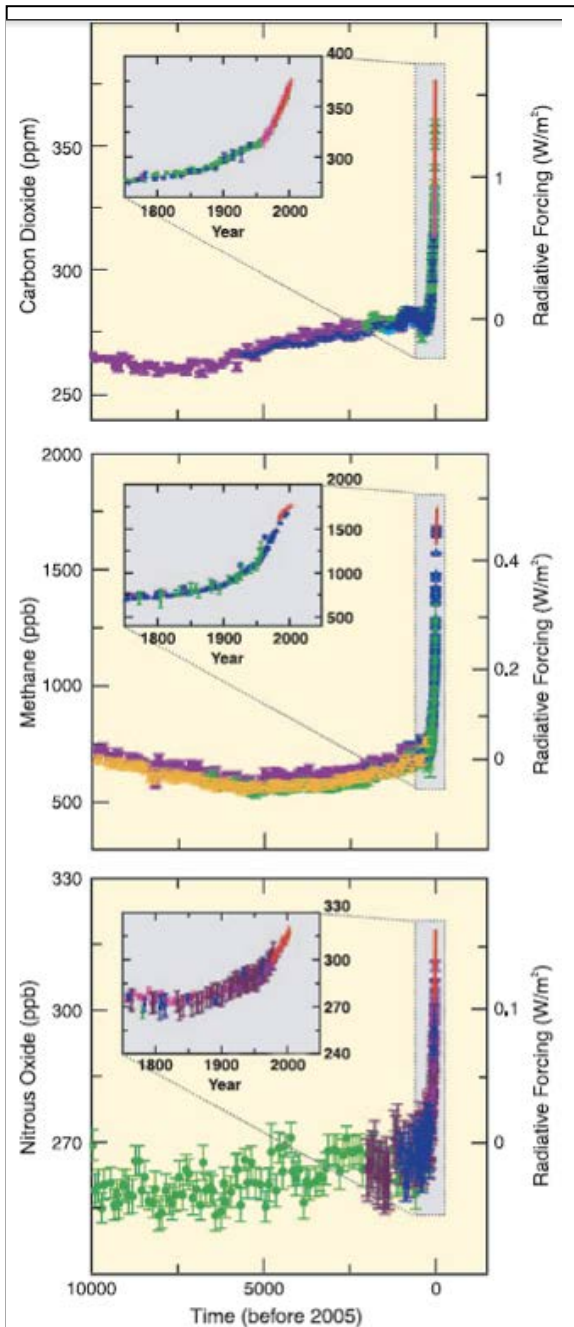 400
350
300
1800 1900 2000
Year
Carbon Dioxide (ppm)
350
300
250
1
0
Radiative Forcing (W/m²)
2000
1500
1000
500
1800 1900 2000
Year
Methane (ppb)
2000
1500
1000
500
0,4
0,2
0
Radiative Forcing (W/m²)
330
300
270
240
1800 1900 2000
Year
Nitrous Oxide (ppb)
330
300
270
0,1
0
Radiative Forcing (W/m²)
10000 5000 0
Time (before 2005)